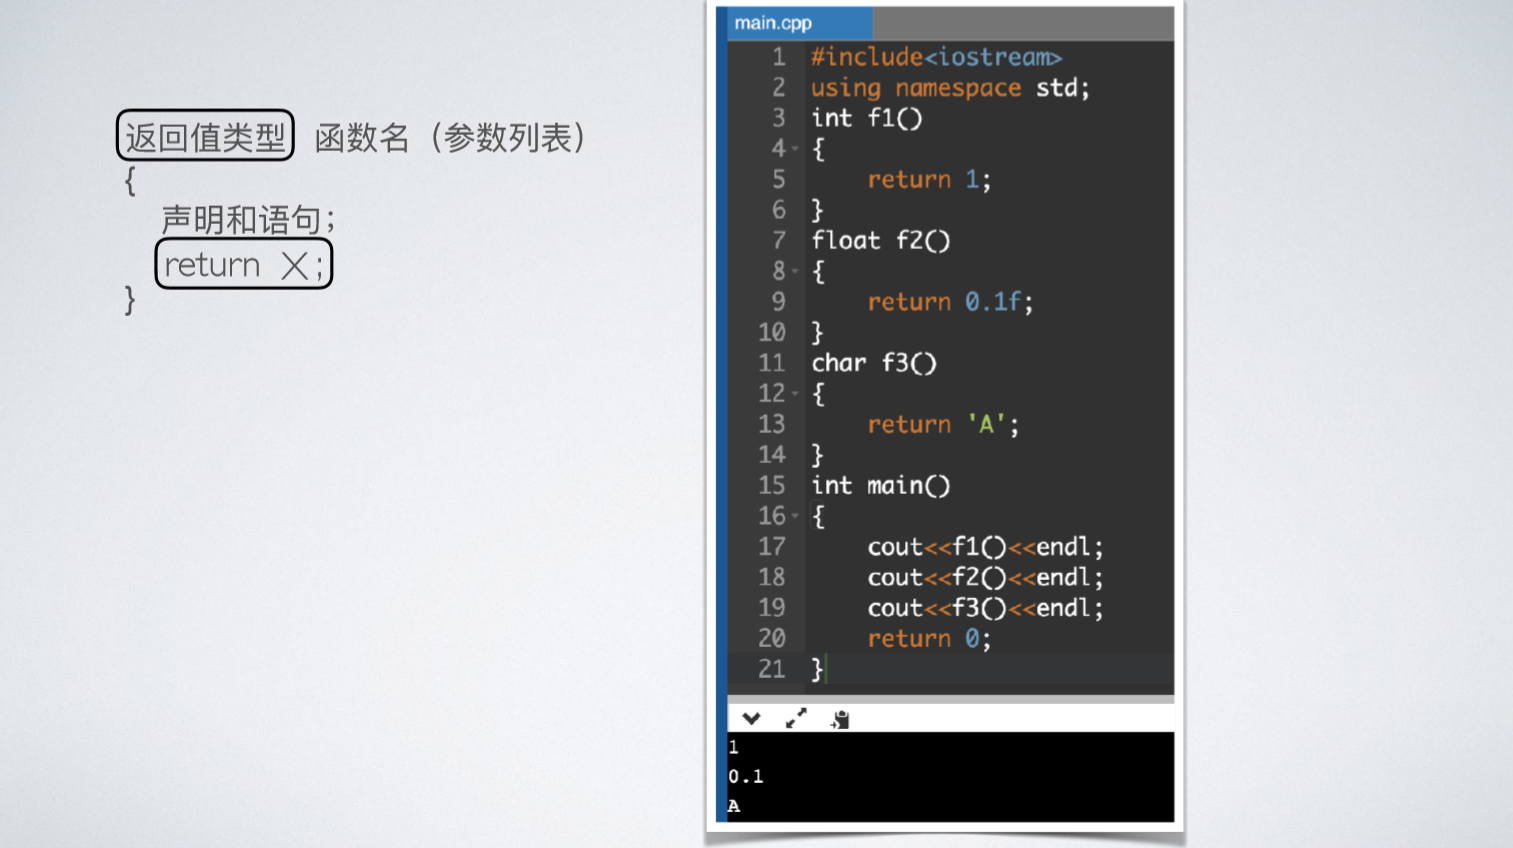 返回值类型 函数名（参数列表）
{
声明和语句;
return X;
}
main.cpp
1 #include<iostream>
2 using namespace std;
3 int f1()
4 {
5 return 1;
6 }
7 float f2()
8 {
9 return 0.1f;
10 }
11 char f3()
12 {
13 return 'A';
14 }
15 int main()
16 {
17 cout<<f1()<<endl;
18 cout<<f2()<<endl;
19 cout<<f3()<<endl;
20 return 0;
21 }
1
0.1
A